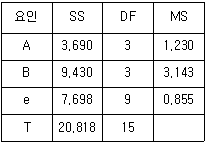 요인 SS DF MS
A 3,690 3 1,230
B 9,430 3 3,143
e 7,698 9 0,855
T 20,818 15